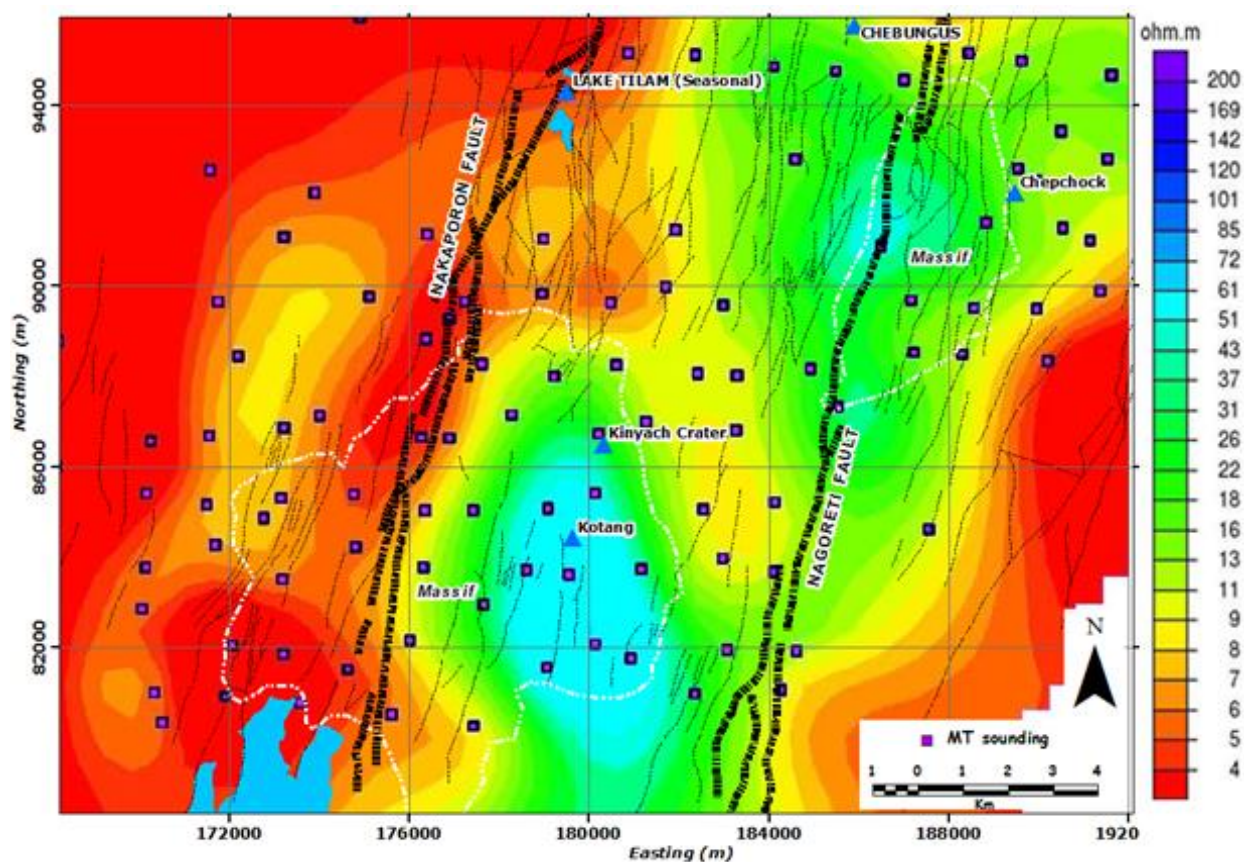 ohm.m
CHEBUNGUS
LAKE TILAM (Seasonal)
NAKAPORON FAULT
Chepchock
Massif
Kinyach Crater
Kotang
Massif
NAGORETI FAULT
200
169
142
120
101
85
72
61
51
43
37
31
26
22
18
16
13
11
9
8
7
6
5
4
94000
90000
86000
82000
Northing (m)
N
MT sounding
1 0 1 2 3 4
Km
172000 176000 180000 184000 188000 1920
Easting (m)